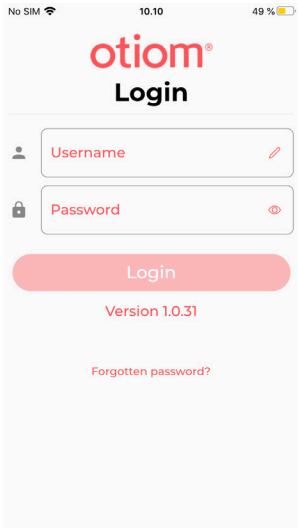 No SIM 10.10 49 %
otiom®
Login
Username
Password
Login
Version 1.0.31
Forgotten password?